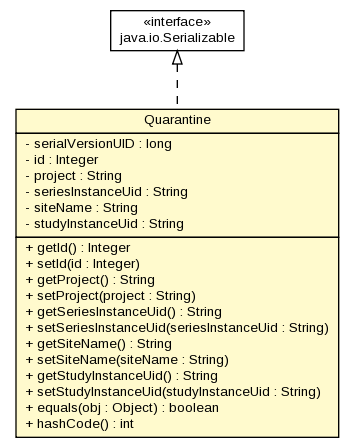 «interface»
java.io.Serializable
Quarantine
- serialVersionUID : long
- id : Integer
- project : String
- seriesInstanceUid : String
- siteName : String
- studyInstanceUid : String
+ getId() : Integer
+ setId(id : Integer)
+ getProject() : String
+ setProject(project : String)
+ getSeriesInstanceUid() : String
+ setSeriesInstanceUid(seriesInstanceUid : String)
+ getSiteName() : String
+ setSiteName(siteName : String)
+ getStudyInstanceUid() : String
+ setStudyInstanceUid(studyInstanceUid : String)
+ equals(obj : Object) : boolean
+ hashCode() : int